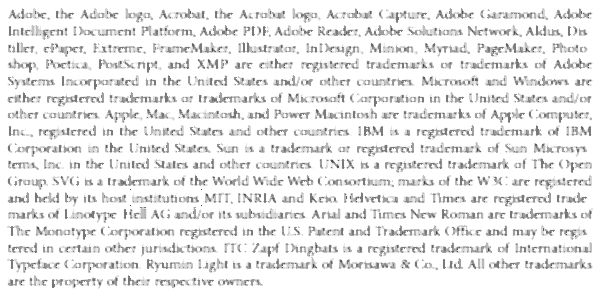 Adobe, the Adobe logo, Acrobat, the Acrobat logo, Acrobat Capture, Adobe Garamond, Adobe
Intelligent Document Platform, Adobe PDF, Adobe Reader, Adobe Solutions Network, Aldus, Dis
tiller, ePaper, Extreme, FrameMaker, Illustrator, InDesign, Minion, Myriad, PageMaker, Photo
shop, Poetica, PostScript, and XMP are either registered trademarks or trademarks of Adobe
Systems Incorporated in the United States and/or other countries. Microsoft and Windows are
either registered trademarks or trademarks of Microsoft Corporation in the United States and/or
other countries. Apple, Mac, Macintosh, and Power Macintosh are trademarks of Apple Computer,
Inc., registered in the United States and other countries. IBM is a registered trademark of IBM
Corporation in the United States. Sun is a trademark or registered trademark of Sun Microsys
tems, Inc. in the United States and other countries. UNIX is a registered trademark of The Open
Group. SVG is a trademark of the World Wide Web Consortium; marks of the W3C are registered
and held by its host institutions MIT, INRIA and Keio. Helvetica and Times are registered trade
marks of Linotype-Hell AG and/or its subsidiaries. Arial and Times New Roman are trademarks of
The Monotype Corporation registered in the U.S. Patent and Trademark Office and may be regis
tered in certain other jurisdictions. ITC Zapf Dingbats is a registered trademark of International
Typeface Corporation. Ryumin Light is a trademark of Morisawa & Co., Ltd. All other trademarks
are the property of their respective owners.